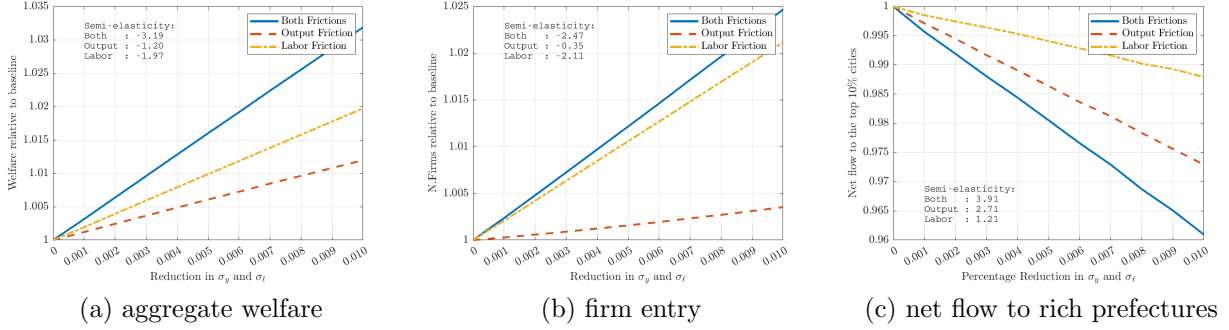 1.035
1.03
1.025
1.02
1.015
1.01
1.005
1
Welfare relative to baseline
Semi-elasticity:
Both : -3.19
Output : -1.20
Labor : -1.97
Both Frictions
Output Friction
Labor Friction
0 0.001 0.002 0.003 0.004 0.005 0.006 0.007 0.008 0.009 0.010
Reduction in σy and σℓ
(a) aggregate welfare
1.025
1.02
1.015
1.01
1.005
1
N.Firms relative to baseline
Semi-elasticity:
Both : -2.47
Output : -0.35
Labor : -2.11
Both Frictions
Output Friction
Labor Friction
0 0.001 0.002 0.003 0.004 0.005 0.006 0.007 0.008 0.009 0.010
Reduction in σy and σℓ
(b) firm entry
1
0.995
0.99
0.985
0.98
0.975
0.97
0.965
0.96
Net flow to the top 10% cities
Both Frictions
Output Friction
Labor Friction
Semi-elasticity:
Both : 3.91
Output : 2.71
Labor : 1.21
0 0.001 0.002 0.003 0.004 0.005 0.006 0.007 0.008 0.009 0.010
Percentage Reduction in σy and σℓ
(c) net flow to rich prefectures